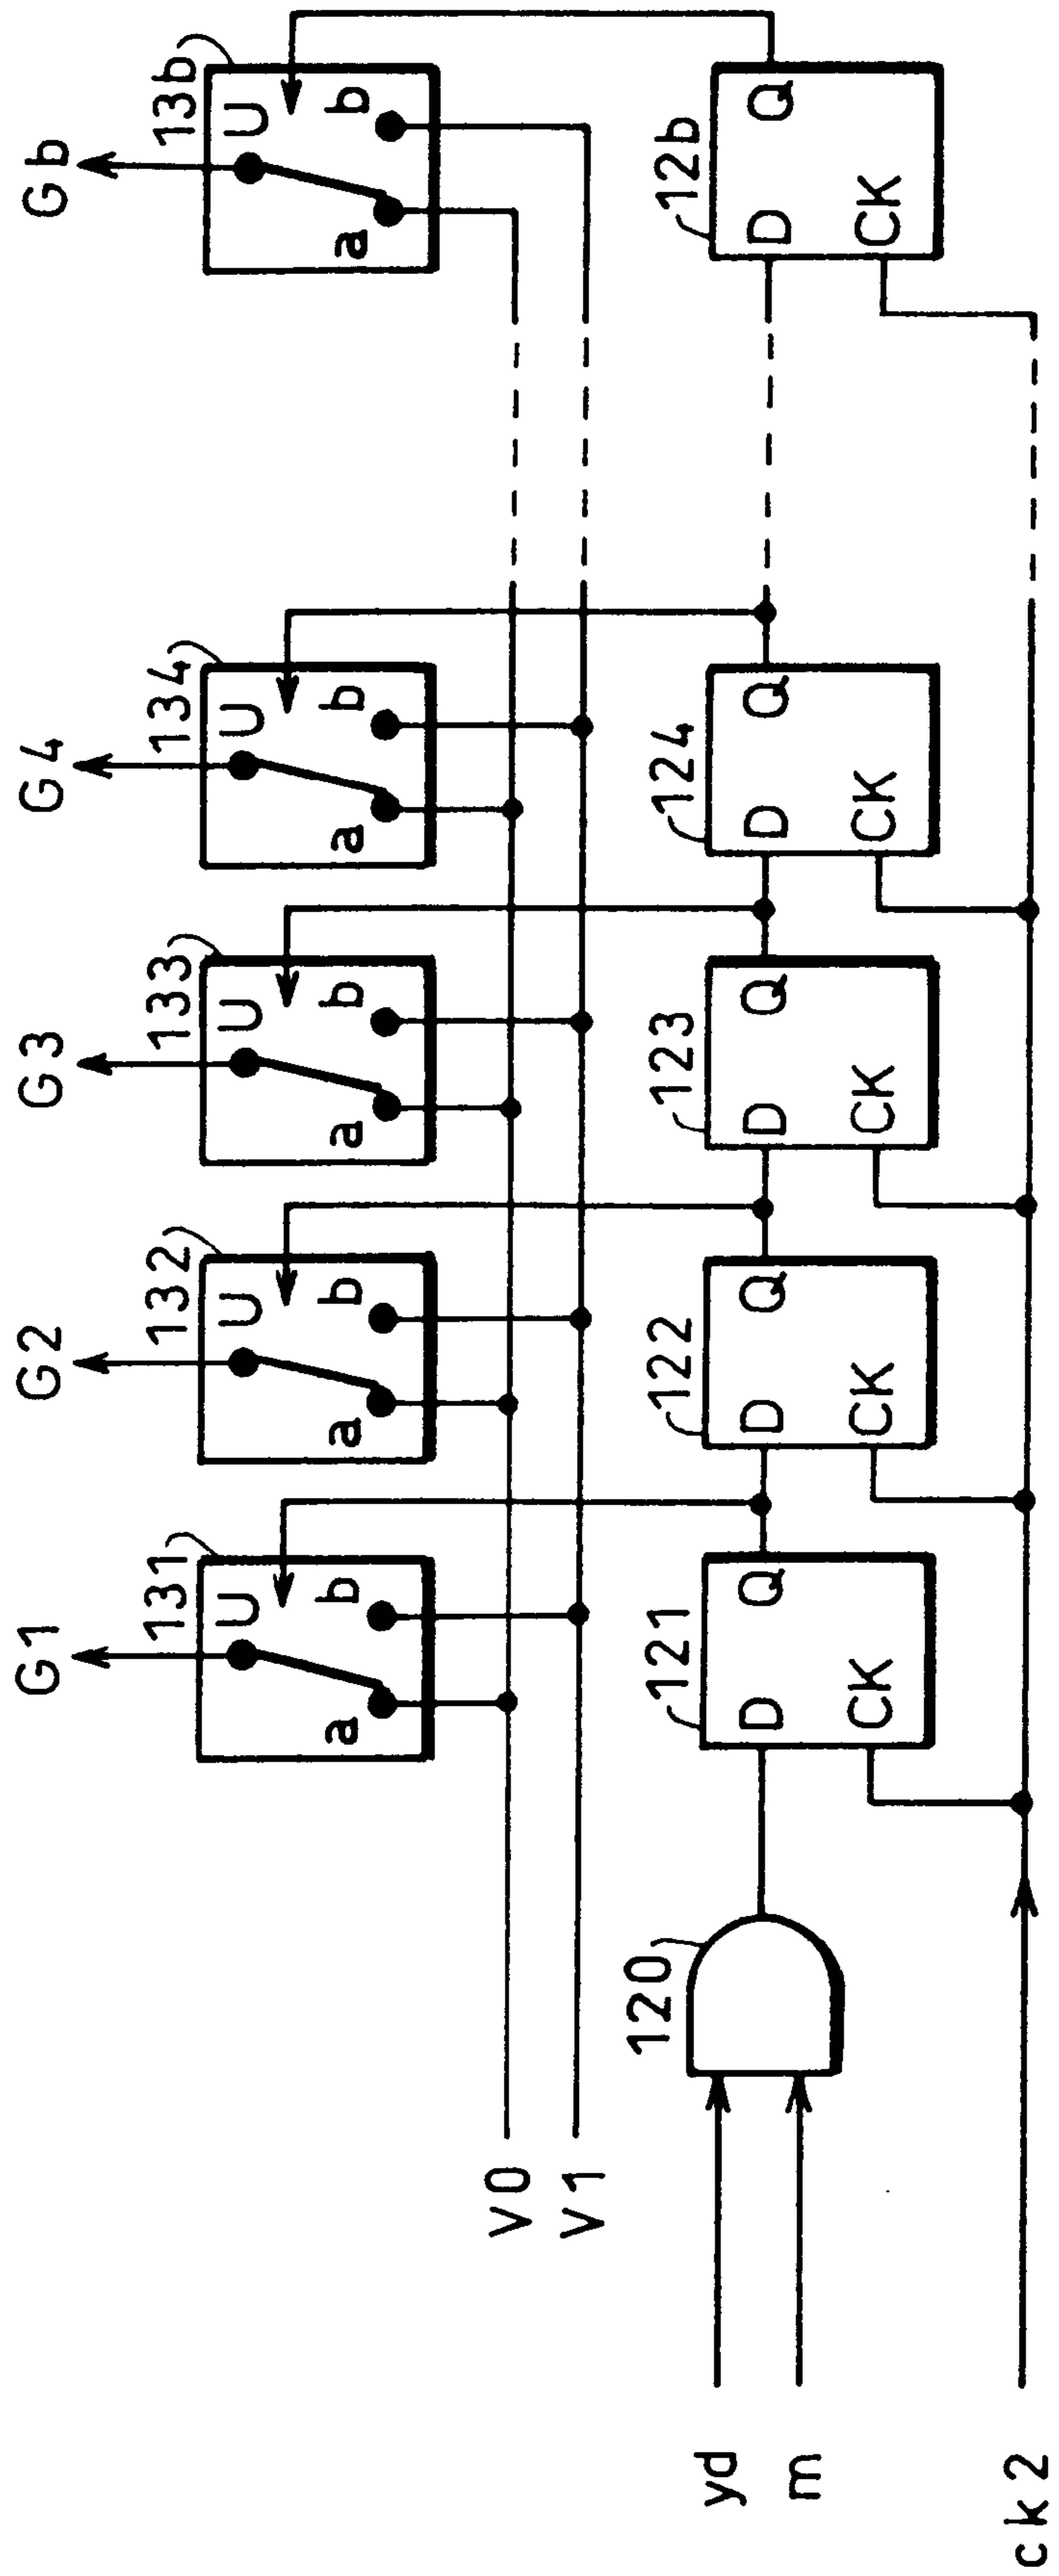 G1 G2 G3 G4 Gb
131 132 133 134 13b
U U U U U
a b a b a b a b a b
V0
V1
120 121 122 123 124 12b
yd
D Q D Q D Q D Q D Q
m
CK CK CK CK CK
ck2